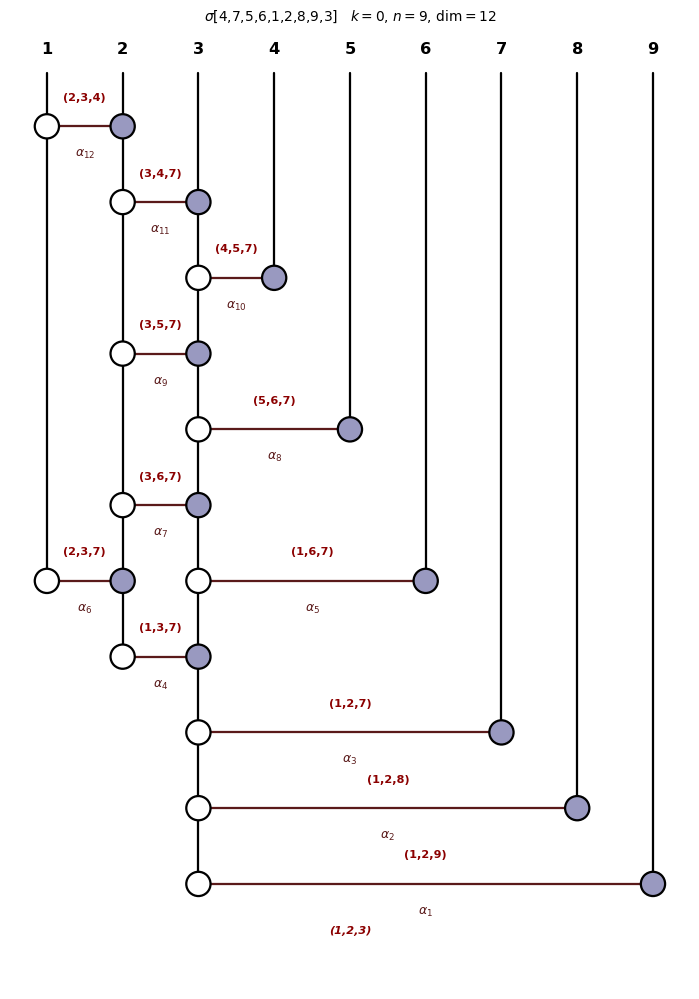 σ[4,7,5,6,1,2,8,9,3] k = 0, n = 9, dim = 12
1 2 3 4 5 6 7 8 9
(2,3,4)
α₁₂
(3,4,7)
α₁₁
(4,5,7)
α₁₀
(3,5,7)
α₉
(5,6,7)
α₈
(3,6,7)
α₇
(2,3,7) (1,6,7)
α₆ α₅
(1,3,7)
α₄
(1,2,7)
α₃
(1,2,8)
α₂
(1,2,9)
α₁
(1,2,3)